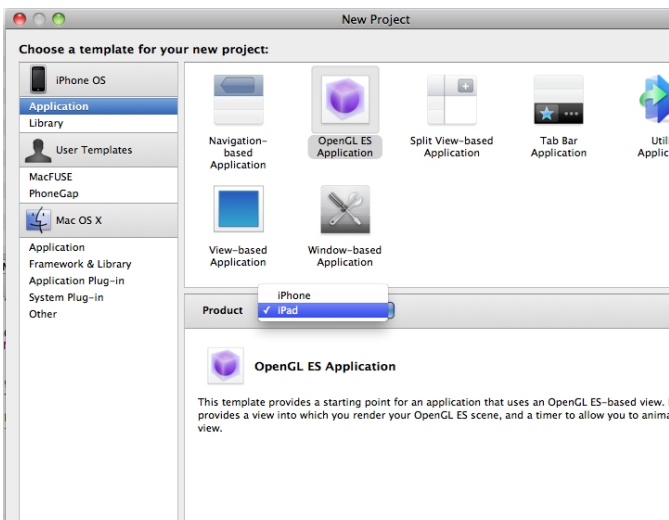 New Project
Choose a template for your new project:
iPhone OS
Application
Library
User Templates
MacFUSE
PhoneGap
Mac OS X
Application
Framework & Library
Application Plug-in
System Plug-in
Other
Navigation-
based
Application
OpenGL ES
Application
Split View-based
Application
Tab Bar
Application
Util
Applic
View-based
Application
Window-based
Application
Product
iPhone
✓ iPad
OpenGL ES Application
This template provides a starting point for an application that uses an OpenGL ES-based view.
provides a view into which you render your OpenGL ES scene, and a timer to allow you to anima
view.